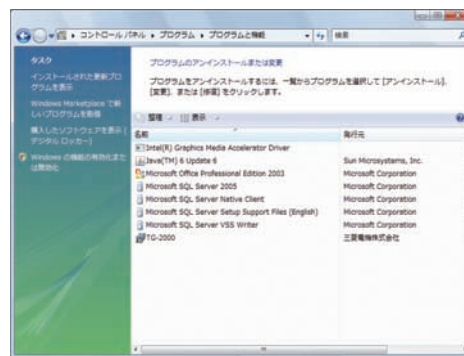 コントロール パネル ▸ プログラム ▸ プログラムと機能
検索
タスク
インストールされた更新プロ
グラムを表示
Windows Marketplace で新
しいプログラムを取得
購入したソフトウェアを表示 (
デジタル ロッカー)
Windows の機能の有効化また
は無効化
プログラムのアンインストールまたは変更
プログラムをアンインストールするには、一覧からプログラムを選択して [アンインストール]、
[変更]、または [修復] をクリックします。
整理
表示
名前
発行元
Intel(R) Graphics Media Accelerator Driver
Java(TM) 6 Update 6
Sun Microsystems, Inc.
Microsoft Office Professional Edition 2003
Microsoft Corporation
Microsoft SQL Server 2005
Microsoft Corporation
Microsoft SQL Server Native Client
Microsoft Corporation
Microsoft SQL Server Setup Support Files (English)
Microsoft Corporation
Microsoft SQL Server VSS Writer
Microsoft Corporation
TG-2000
三菱電機株式会社